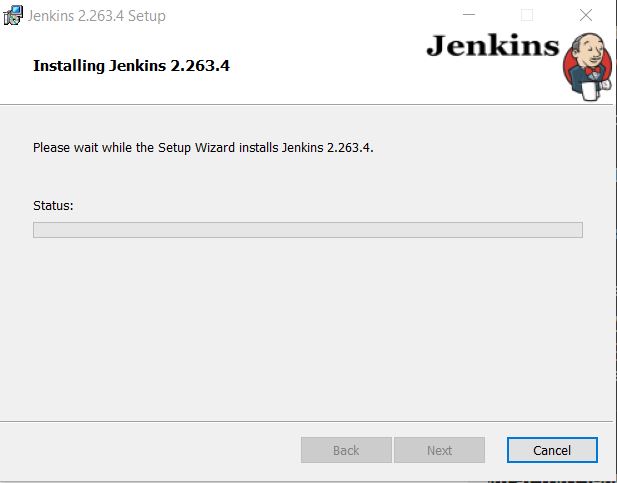 Jenkins 2.263.4 Setup
Jenkins
Installing Jenkins 2.263.4
Please wait while the Setup Wizard installs Jenkins 2.263.4.
Status:
Back
Next
Cancel